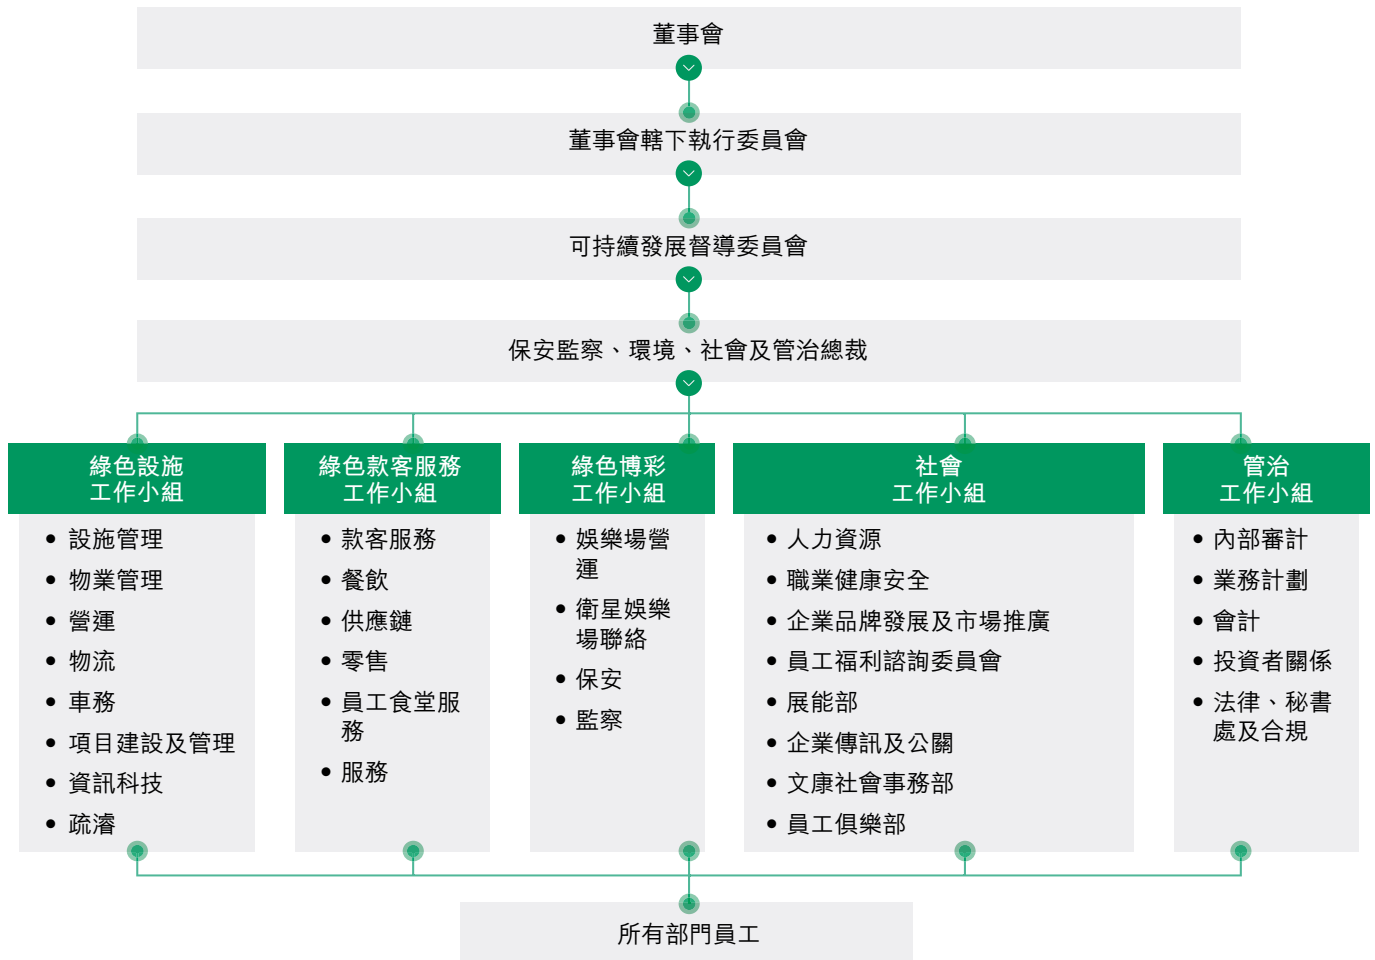 董事會
董事會轄下執行委員會
可持續發展督導委員會
保安監察、環境、社會及管治總裁
綠色設施
工作小組
• 設施管理
• 物業管理
• 營運
• 物流
• 車務
• 項目建設及管理
• 資訊科技
• 疏濬
綠色款客服務
工作小組
• 款客服務
• 餐飲
• 供應鏈
• 零售
• 員工食堂服
務
• 服務
綠色博彩
工作小組
• 娛樂場營
運
• 衛星娛樂
場聯絡
• 保安
• 監察
社會
工作小組
• 人力資源
• 職業健康安全
• 企業品牌發展及市場推廣
• 員工福利諮詢委員會
• 展能部
• 企業傳訊及公關
• 文康社會事務部
• 員工俱樂部
管治
工作小組
• 內部審計
• 業務計劃
• 會計
• 投資者關係
• 法律、秘書
處及合規
所有部門員工